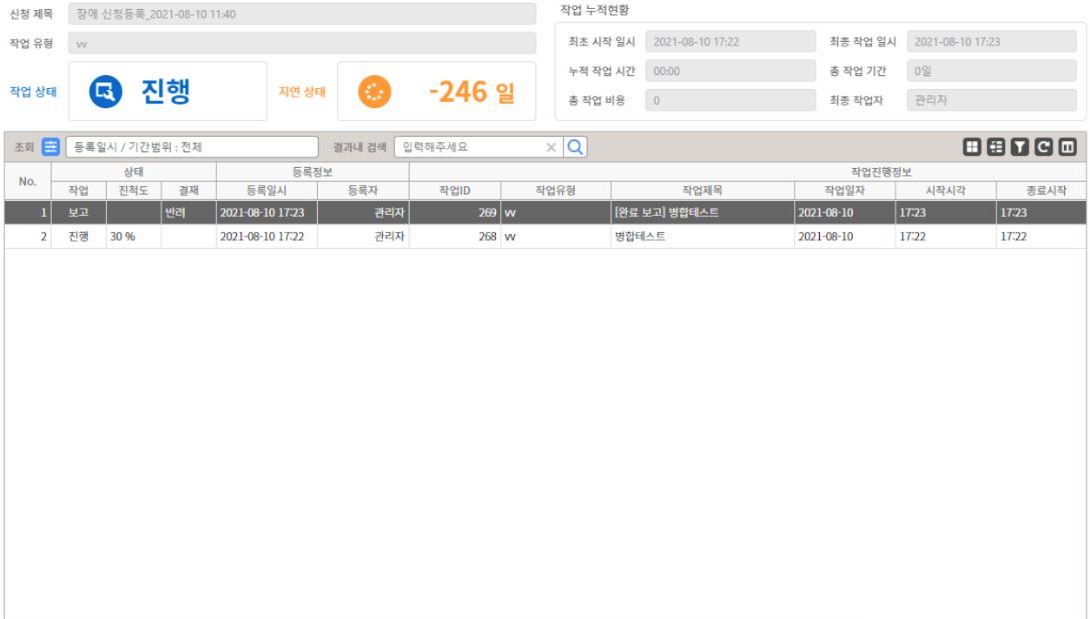 신청 제목 장애 신청등록_2021-08-10 11:40
작업 유형 vv
작업 상태 진행 지연 상태 -246 일
작업 누적현황
최초 시작 일시 2021-08-10 17:22 최종 작업 일시 2021-08-10 17:23
누적 작업 시간 00:00 총 작업 기간 0일
총 작업 비용 0 최종 작업자 관리자
조회 등록일시 / 기간범위 : 전체 결과내 검색 입력해주세요
No. 상태 등록정보 작업진행정보
작업 진척도 결재 등록일시 등록자 작업ID 작업유형 작업제목 작업일자 시작시각 종료시작
1 보고 반려 2021-08-10 17:23 관리자 269 vv [완료 보고] 병합테스트 2021-08-10 17:23 17:23
2 진행 30 % 2021-08-10 17:22 관리자 268 vv 병합테스트 2021-08-10 17:22 17:22